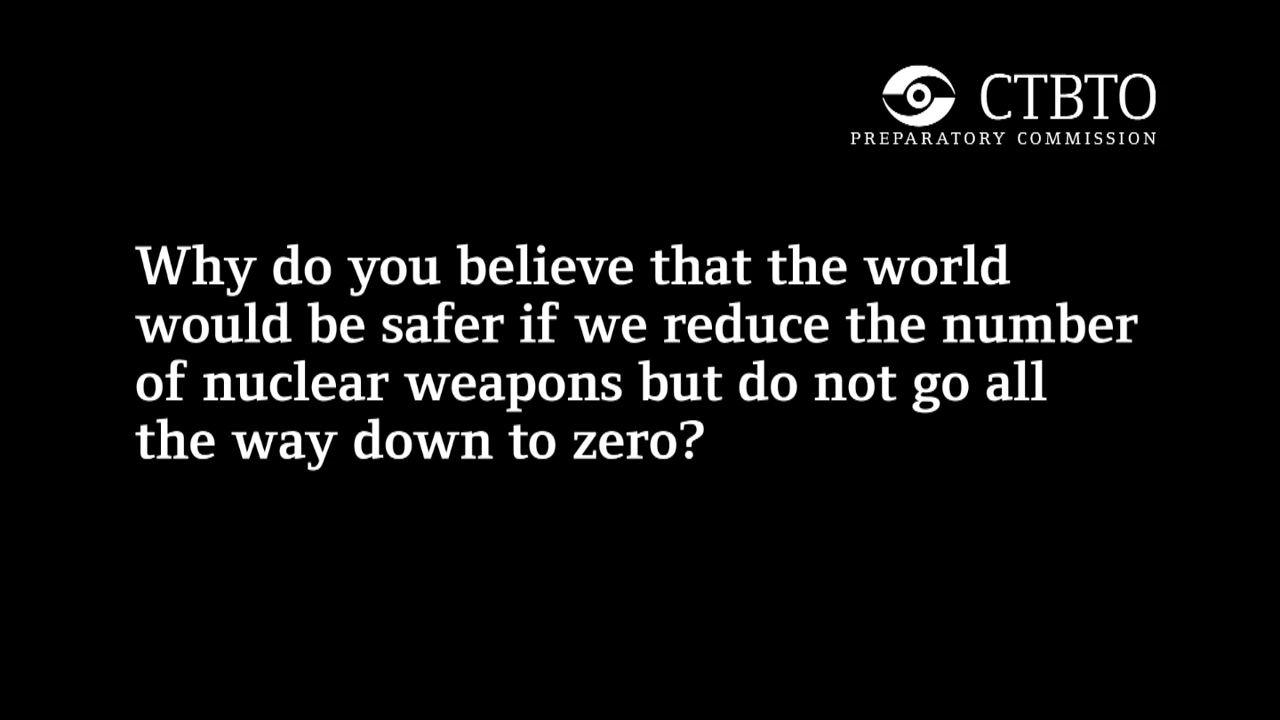 CTBTO
PREPARATORY COMMISSION
Why do you believe that the world
would be safer if we reduce the number
of nuclear weapons but do not go all
the way down to zero?